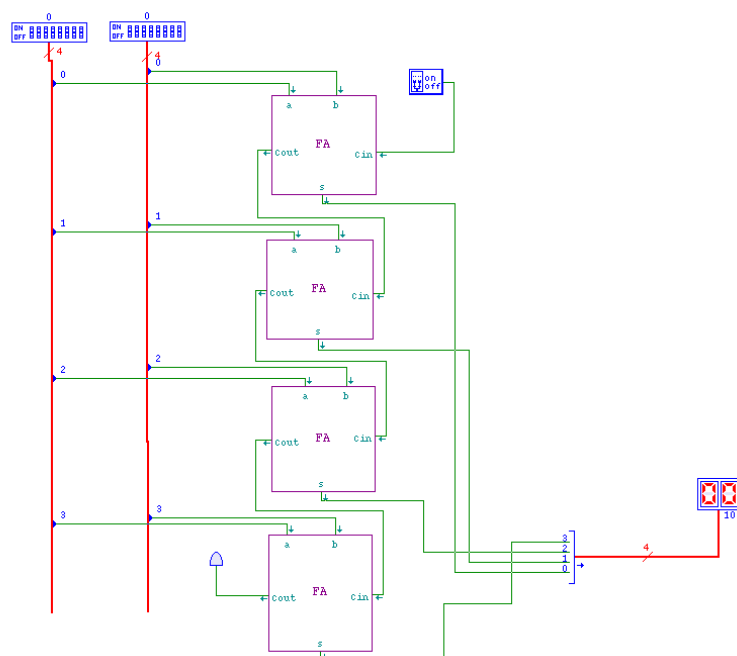 0 0
ON
OFF
ON
OFF
4 4
0 0
on
Off
a b
FA
Cout Cin
s
1 1
a b
FA
Cout Cin
s
2 2
a b
FA
Cout Cin
s
00
10
3 3
a b
3
2
1
0
4
FA
Cout Cin
s